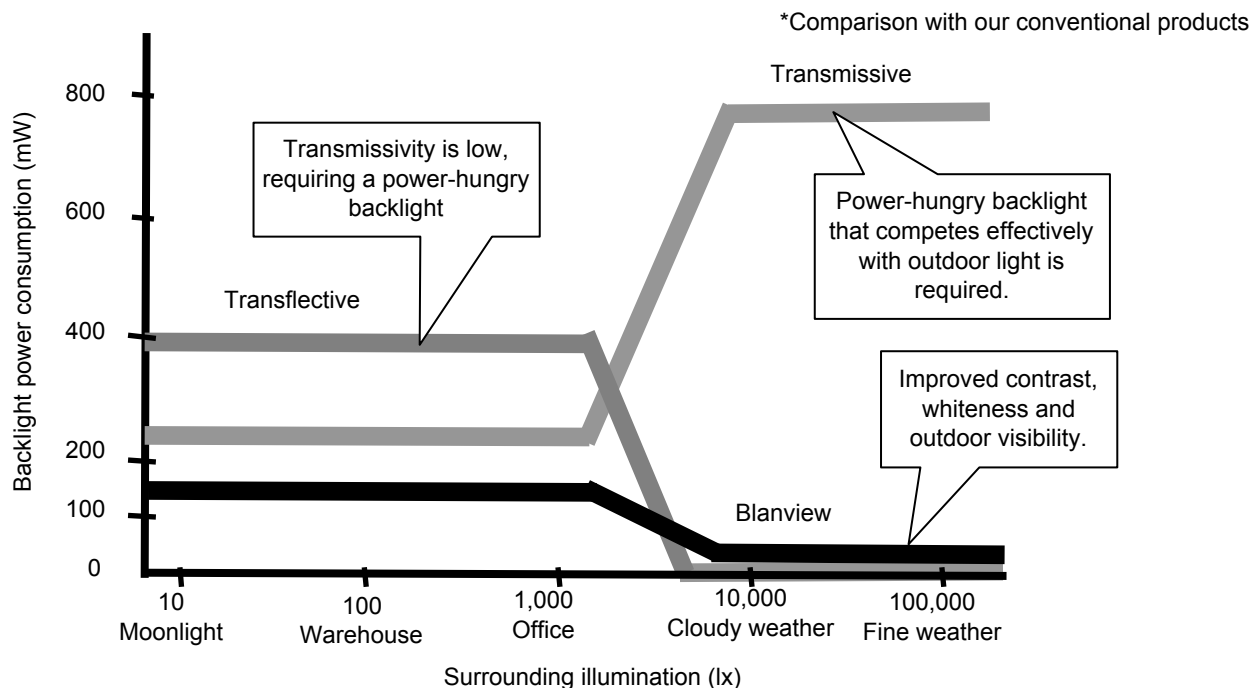 *Comparison with our conventional products
Transmissive
Backlight power consumption (mW)
800
600
400
200
100
0
Transmissivity is low,
requiring a power-hungry
backlight
Power-hungry backlight
that competes effectively
with outdoor light is
required.
Transflective
Improved contrast,
whiteness and
outdoor visibility.
Blanview
10
Moonlight
100
Warehouse
1,000
Office
10,000
Cloudy weather
100,000
Fine weather
Surrounding illumination (lx)